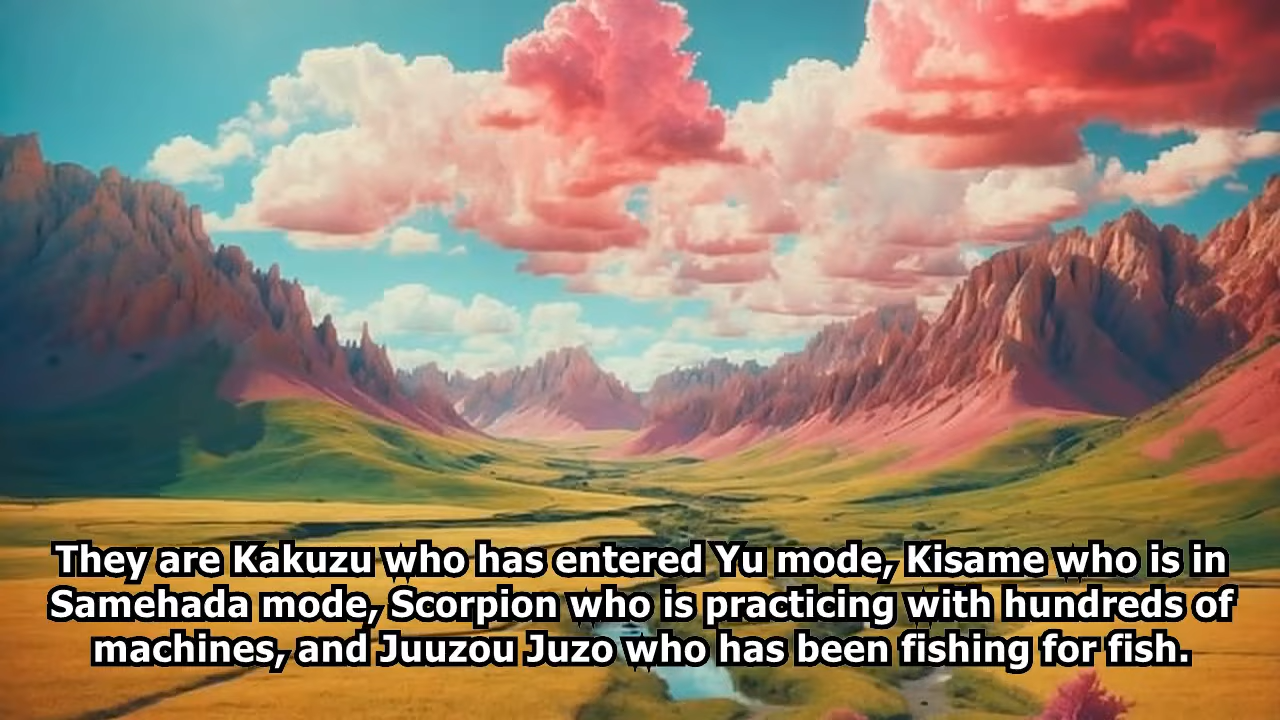 They are Kakuzu who has entered Yu mode, Kisame who is in
Samehada mode, Scorpion who is practicing with hundreds of
machines, and Juuzou Juzo who has been fishing for fish.